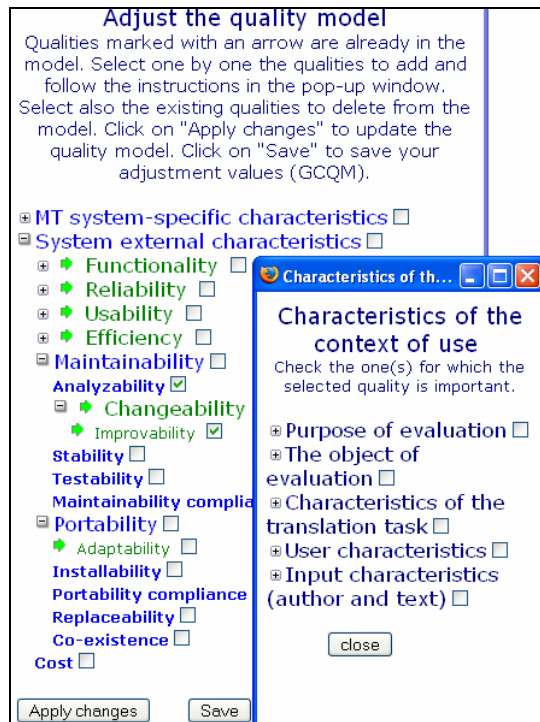 Adjust the quality model
Qualities marked with an arrow are already in the
model. Select one by one the qualities to add and
follow the instructions in the pop-up window.
Select also the existing qualities to delete from the
model. Click on "Apply changes" to update the
quality model. Click on "Save" to save your
adjustment values (GCQM).
MT system-specific characteristics
System external characteristics
Functionality
Reliability
Usability
Efficiency
Maintainability
Analyzability
Changeability
Improvability
Stability
Testability
Maintainability complia
Portability
Adaptability
Installability
Portability compliance
Replaceability
Co-existence
Cost
Apply changes
Save
Characteristics of th...
Characteristics of the
context of use
Check the one(s) for which the
selected quality is important.
Purpose of evaluation
The object of
evaluation
Characteristics of the
translation task
User characteristics
Input characteristics
(author and text)
close